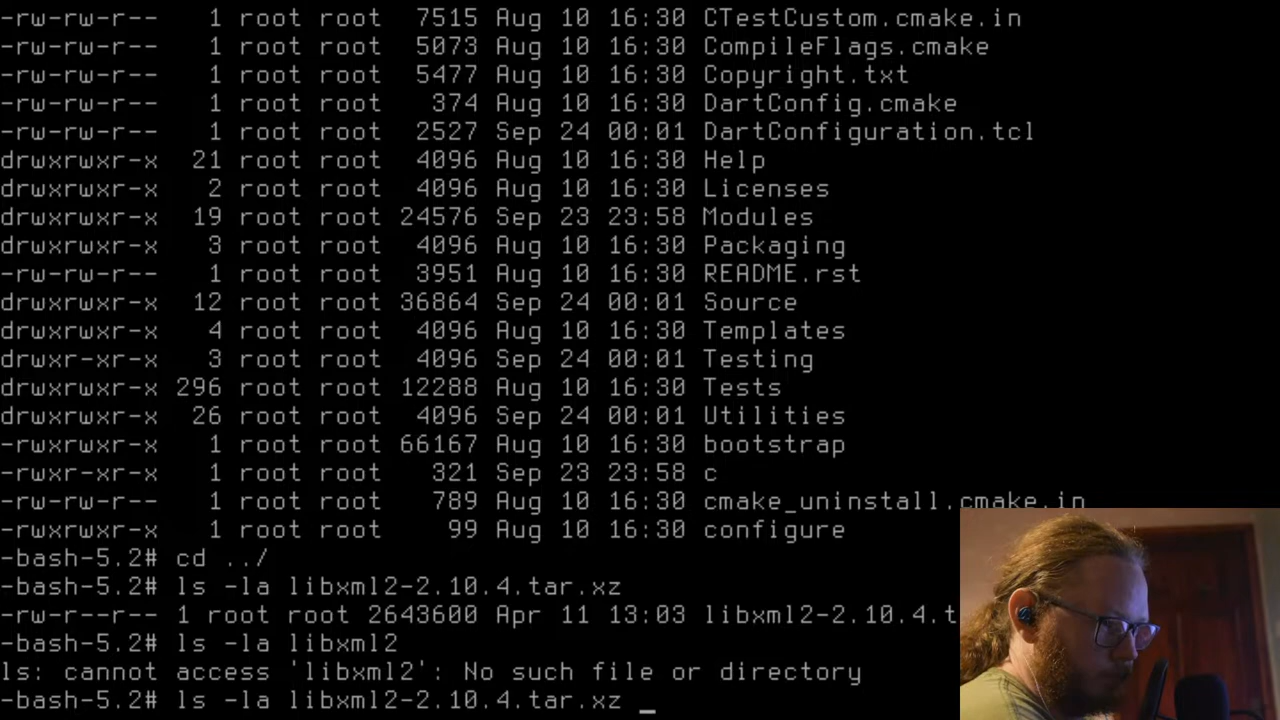 -rw-rw-r-- 1 root root 7515 Aug 10 16:30 CTestCustom.cmake.in
-rw-rw-r-- 1 root root 5073 Aug 10 16:30 CompileFlags.cmake
-rw-rw-r-- 1 root root 5477 Aug 10 16:30 Copyright.txt
-rw-rw-r-- 1 root root 374 Aug 10 16:30 DartConfig.cmake
-rw-rw-r-- 1 root root 2527 Sep 24 00:01 DartConfiguration.tcl
drwxrwxr-x 21 root root 4096 Aug 10 16:30 Help
drwxrwxr-x 2 root root 4096 Aug 10 16:30 Licenses
drwxrwxr-x 19 root root 24576 Sep 23 23:58 Modules
drwxrwxr-x 3 root root 4096 Aug 10 16:30 Packaging
-rw-rw-r-- 1 root root 3951 Aug 10 16:30 README.rst
drwxrwxr-x 12 root root 36864 Sep 24 00:01 Source
drwxrwxr-x 4 root root 4096 Aug 10 16:30 Templates
drwxr-xr-x 3 root root 4096 Sep 24 00:01 Testing
drwxrwxr-x 296 root root 12288 Aug 10 16:30 Tests
drwxrwxr-x 26 root root 4096 Sep 24 00:01 Utilities
-rwxrwxr-x 1 root root 66167 Aug 10 16:30 bootstrap
-rwxr-xr-x 1 root root 321 Sep 23 23:58 c
-rw-rw-r-- 1 root root 789 Aug 10 16:30 cmake_uninstall.cmake.in
-rwxrwxr-x 1 root root 99 Aug 10 16:30 configure
-bash-5.2# cd ../
-bash-5.2# ls -la libxml2-2.10.4.tar.xz
-rw-r--r-- 1 root root 2643600 Apr 11 13:03 libxml2-2.10.4.t
-bash-5.2# ls -la libxml2
ls: cannot access 'libxml2': No such file or directory
-bash-5.2# ls -la libxml2-2.10.4.tar.xz _